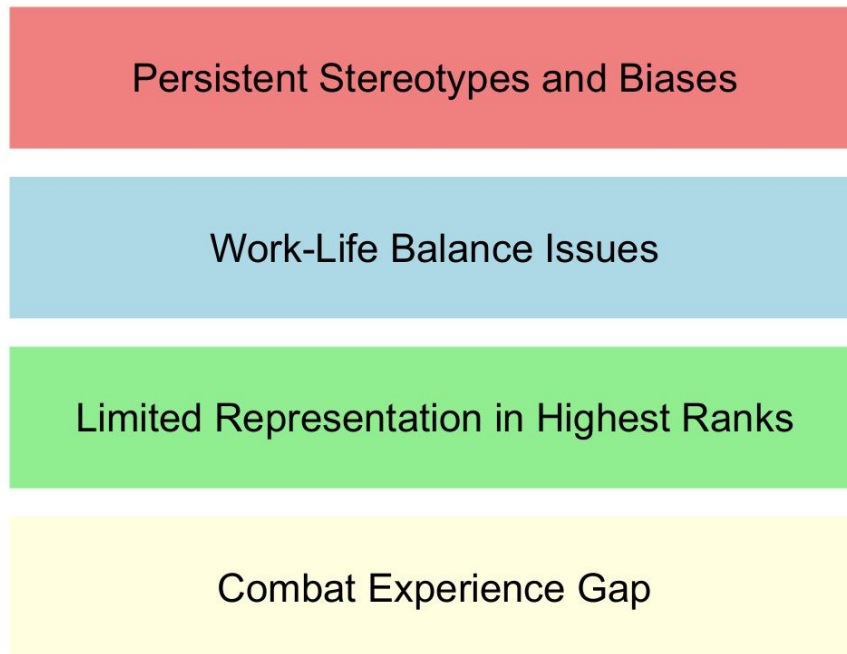 Persistent Stereotypes and Biases
Work-Life Balance Issues
Limited Representation in Highest Ranks
Combat Experience Gap